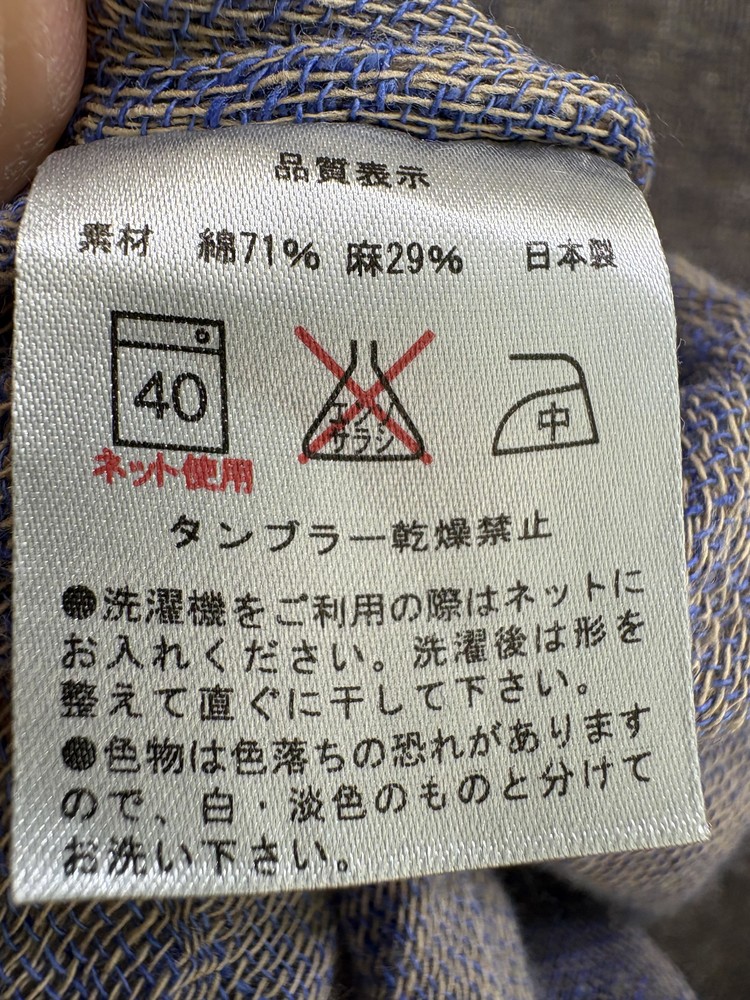 品質表示
素材 綿71% 麻29% 日本製
40
ネット使用
エンソ
サラシ
中
タンブラー乾燥禁止
●洗濯機をご利用の際はネットに
お入れください。洗濯後は形を
整えて直ぐに干して下さい。
●色物は色落ちの恐れがあります
ので、白・淡色のものと分けて
お洗い下さい。